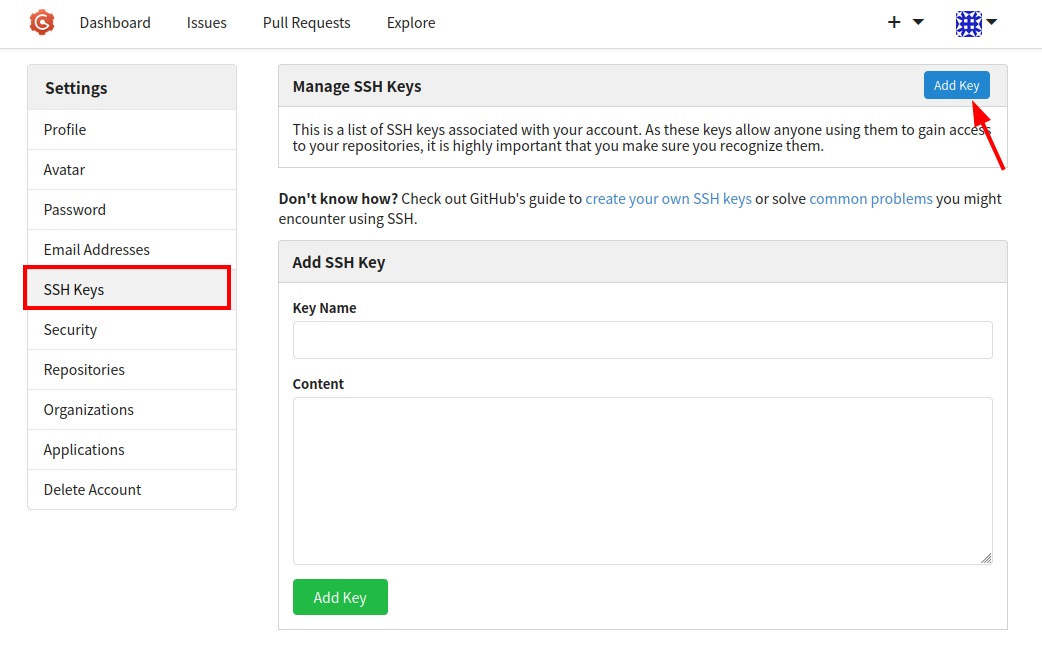 Dashboard Issues Pull Requests Explore
Settings
Profile
Avatar
Password
Email Addresses
SSH Keys
Security
Repositories
Organizations
Applications
Delete Account
Manage SSH Keys
Add Key
This is a list of SSH keys associated with your account. As these keys allow anyone using them to gain access
to your repositories, it is highly important that you make sure you recognize them.
Don't know how? Check out GitHub's guide to create your own SSH keys or solve common problems you might
encounter using SSH.
Add SSH Key
Key Name
Content
Add Key